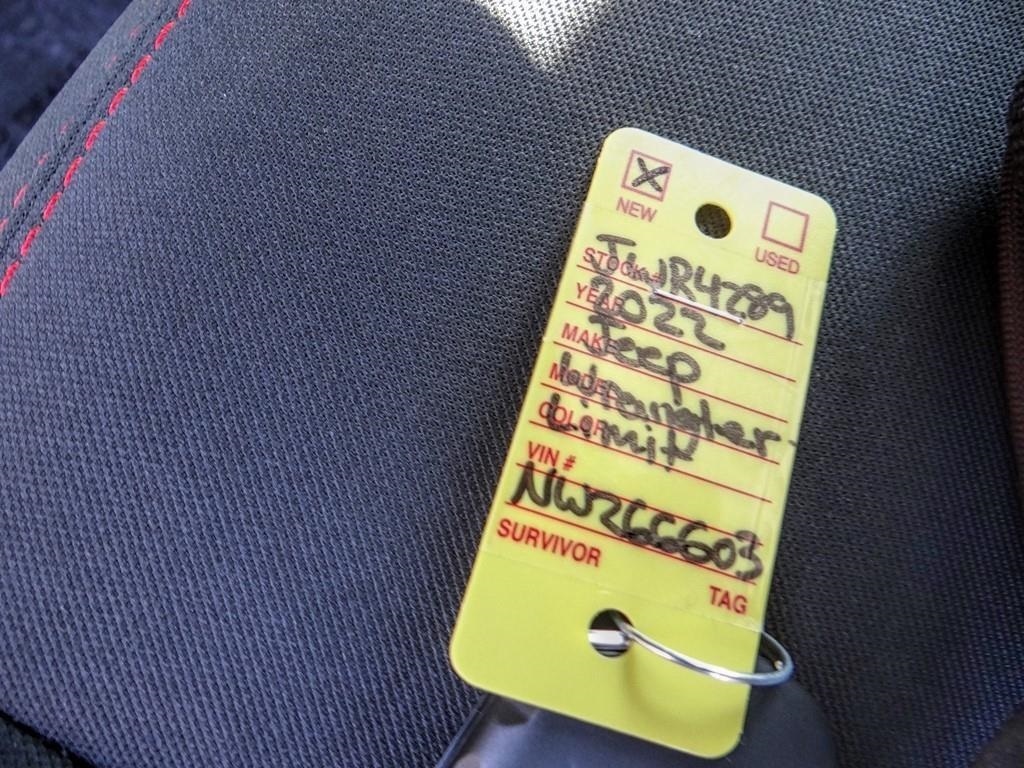 X
NEW USED
STOCK # JWR4289
YEAR 2022
MAKE Jeep
MODEL Wrangler
COLOR Limit
VIN #
NW266603
SURVIVOR TAG